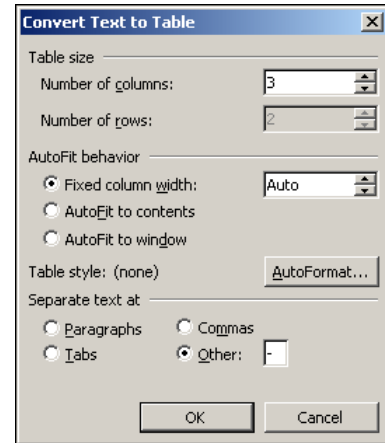 Convert Text to Table
Table size
Number of columns: 3
Number of rows: 2
AutoFit behavior
Fixed column width: Auto
AutoFit to contents
AutoFit to window
Table style: (none) AutoFormat...
Separate text at
Paragraphs Commas
Tabs Other: -
OK Cancel